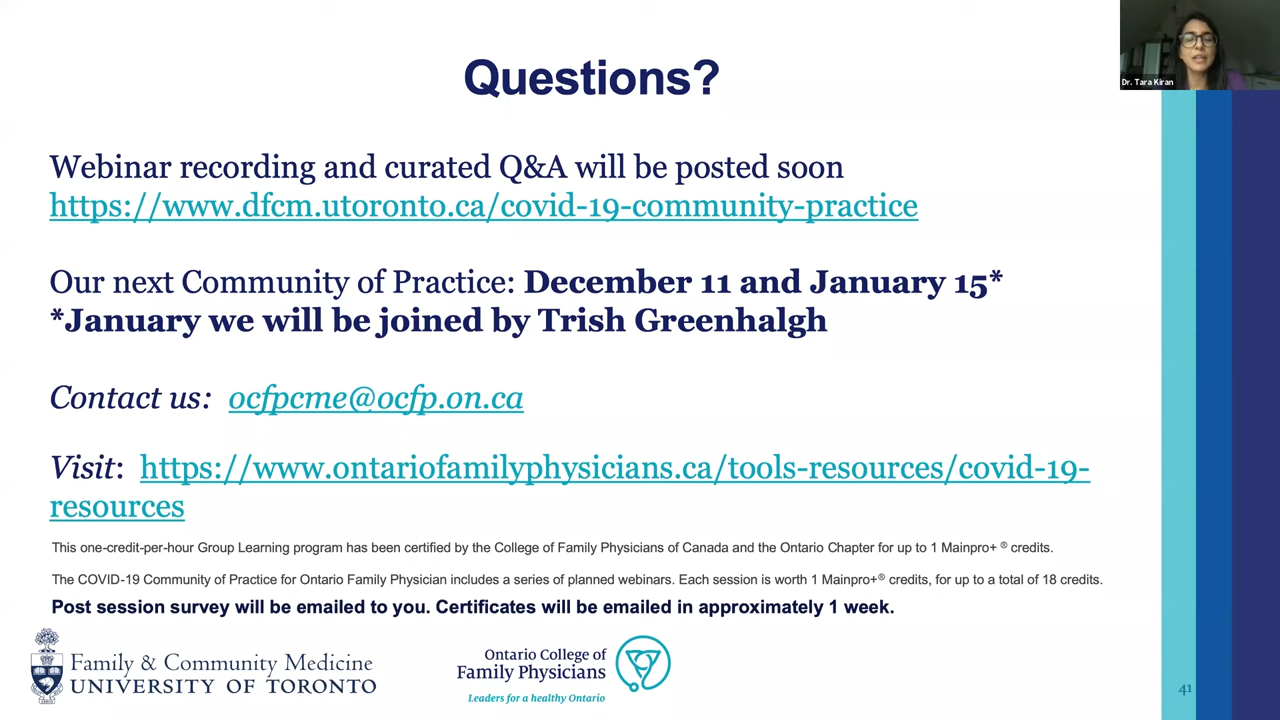 Questions?
Dr. Tara Kiran
Webinar recording and curated Q&A will be posted soon
https://www.dfcm.utoronto.ca/covid-19-community-practice
Our next Community of Practice: December 11 and January 15*
*January we will be joined by Trish Greenhalgh
Contact us: ocfpcme@ocfp.on.ca
Visit: https://www.ontariofamilyphysicians.ca/tools-resources/covid-19-
resources
This one-credit-per-hour Group Learning program has been certified by the College of Family Physicians of Canada and the Ontario Chapter for up to 1 Mainpro+ ® credits.
The COVID-19 Community of Practice for Ontario Family Physician includes a series of planned webinars. Each session is worth 1 Mainpro+® credits, for up to a total of 18 credits.
Post session survey will be emailed to you. Certificates will be emailed in approximately 1 week.
Family & Community Medicine
UNIVERSITY OF TORONTO
Ontario College of
Family Physicians
Leaders for a healthy Ontario
41